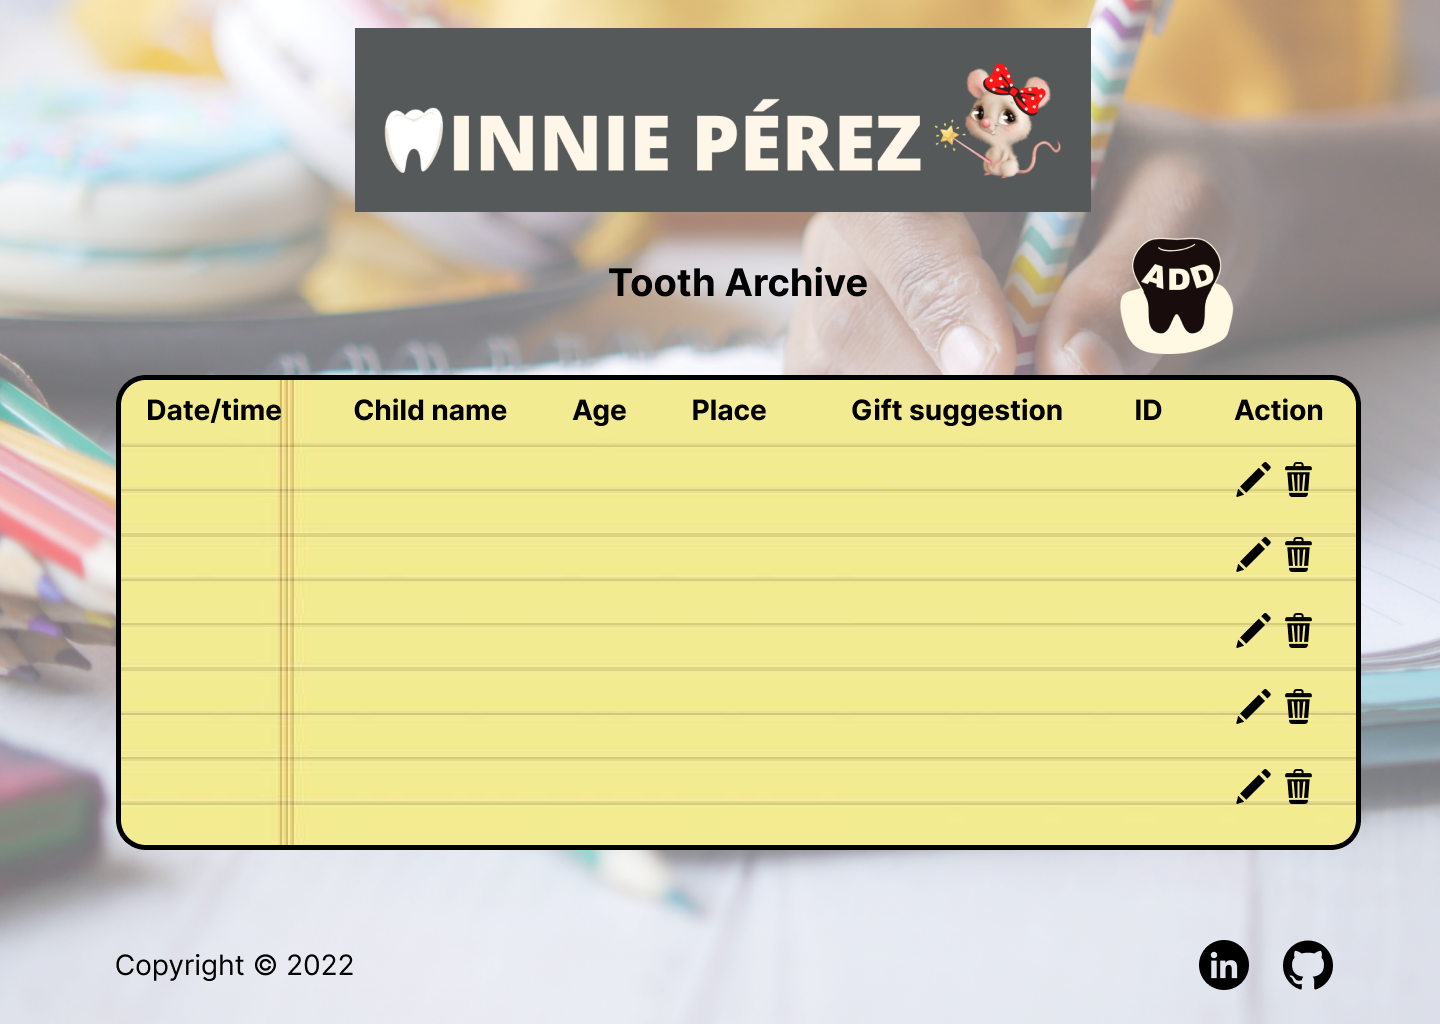 INNIE PÉREZ
Tooth Archive
ADD
Date/time Child name Age Place Gift suggestion ID Action
Copyright © 2022
in